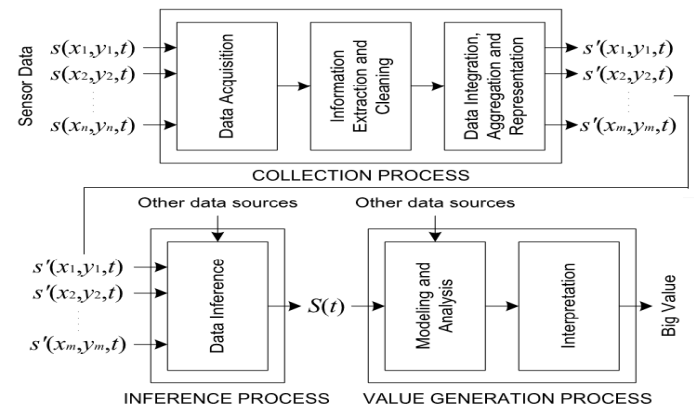 Sensor Data
s(x1,y1,t)
s(x2,y2,t)
s(xn,yn,t)
Data Acquisition
Information
Extraction and
Cleaning
Data Integration,
Aggregation and
Representation
s'(x1,y1,t)
s'(x2,y2,t)
s'(xm,ym,t)
COLLECTION PROCESS
Other data sources
Other data sources
s'(x1,y1,t)
s'(x2,y2,t)
s'(xm,ym,t)
Data Inference
S(t)
Modeling and
Analysis
Interpretation
Big Value
INFERENCE PROCESS
VALUE GENERATION PROCESS